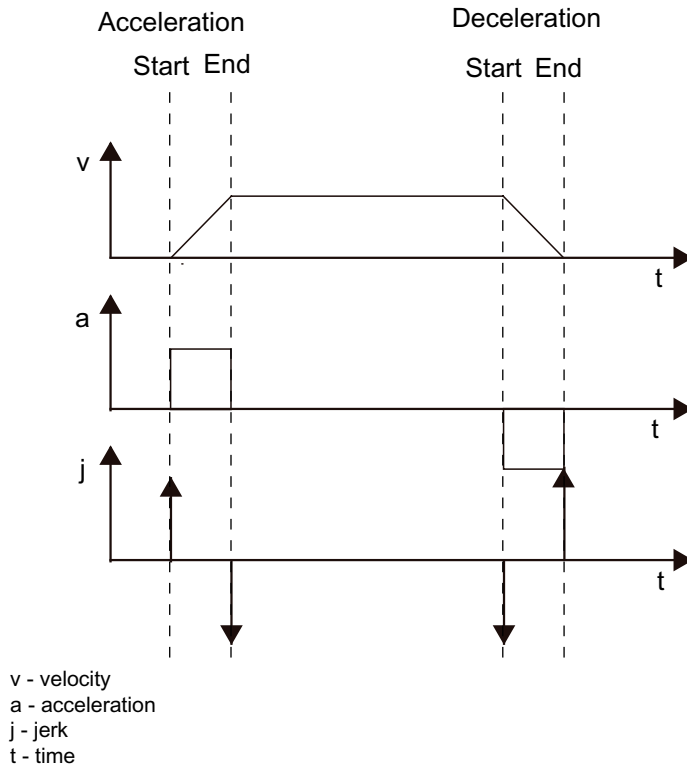 Acceleration Deceleration
Start End Start End
v
t
a
t
j
t
v - velocity
a - acceleration
j - jerk
t - time